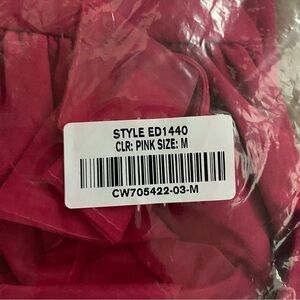 STYLE ED1440
CLR: PINK SIZE: M
CW705422-03-M